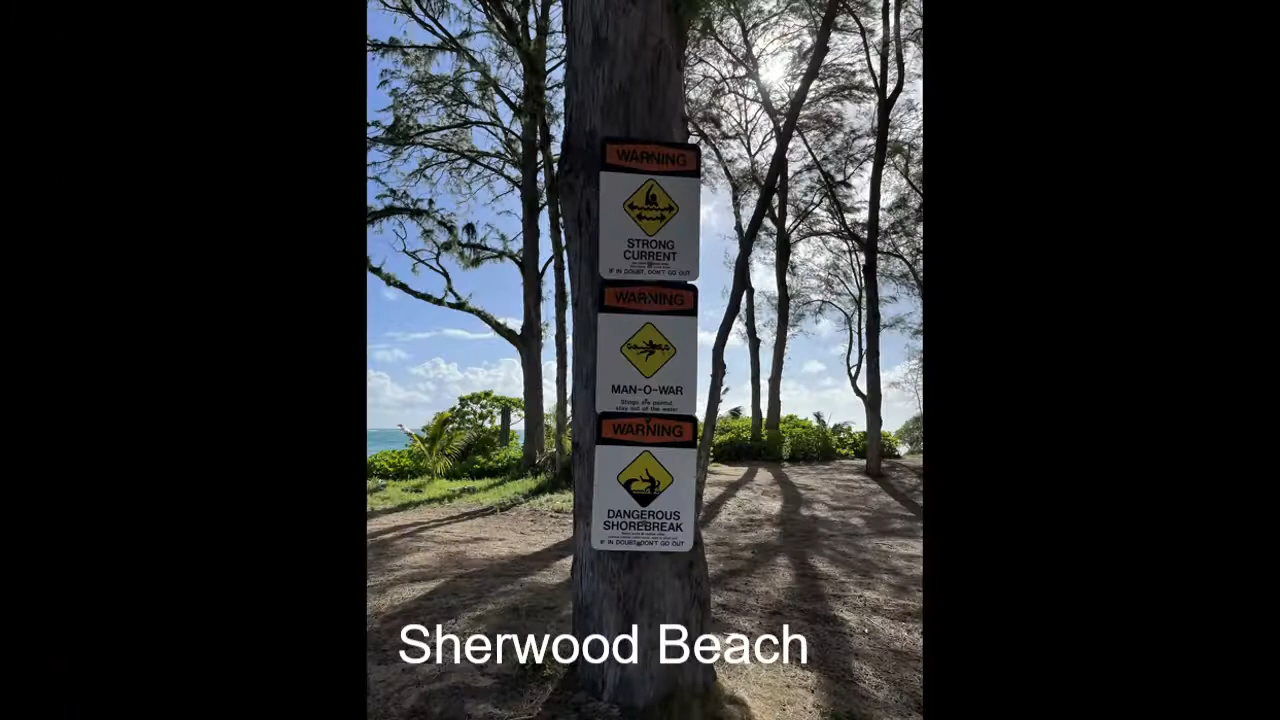 WARNING
STRONG
CURRENT
IF IN DOUBT, DON'T GO OUT
WARNING
MAN-O-WAR
Stings are painful,
stay out of the water
WARNING
DANGEROUS
SHOREBREAK
IF IN DOUBT, DON'T GO OUT
Sherwood Beach